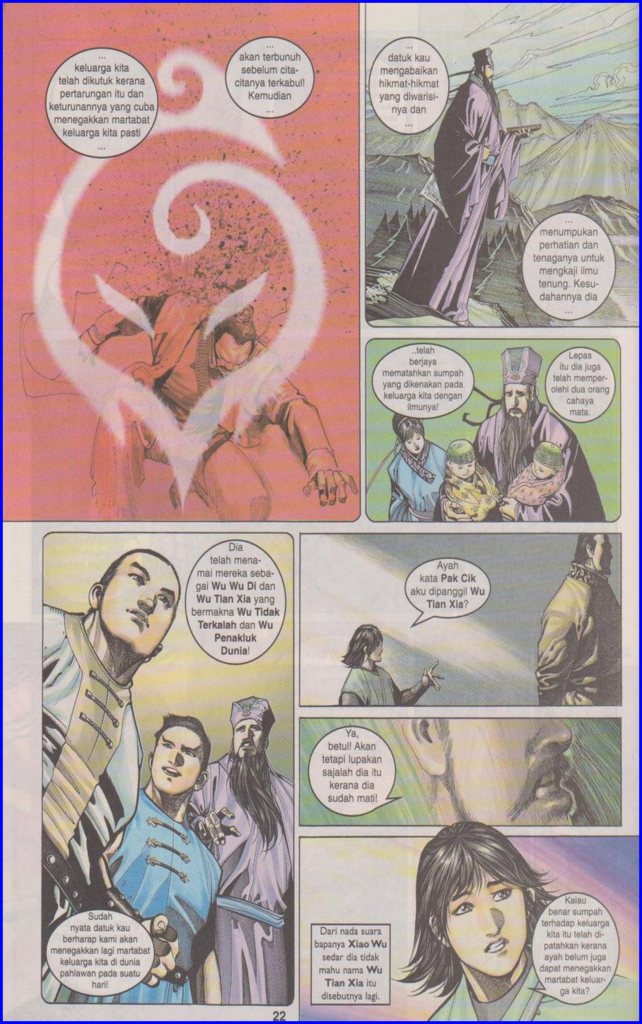 ...
keluarga kita
telah dikutuk kerana
pertarungan itu dan
keturunannya yang cuba
menegakkan martabat
keluarga kita pasti
...
...
akan terbunuh
sebelum cita-
citanya terkabul!
Kemudian
...
...
datuk kau
mengabaikan
hikmat-hikmat
yang diwarisi-
nya dan
...
...
menumpukan
perhatian dan
tenaganya untuk
mengkaji ilmu
tenung. Kesu-
dahannya dia
...
..telah
berjaya
mematahkan sumpah
yang dikenakan pada
keluarga kita dengan
ilmunya!
Lepas
itu dia juga
telah memper-
olehi dua orang
cahaya
mata.
Dia
telah mena-
mai mereka seba-
gai Wu Wu Di dan
Wu Tian Xia yang
bermakna Wu Tidak
Terkalah dan Wu
Penakluk
Dunia!
Sudah
nyata datuk kau
berharap kami akan
menegakkan lagi martabat
keluarga kita di dunia
pahlawan pada suatu
hari!
Ayah
kata Pak Cik
aku dipanggil Wu
Tian Xia?
Ya,
betul! Akan
tetapi lupakan
sajalah dia itu
kerana dia
sudah mati!
Dari nada suara
bapanya Xiao Wu
sedar dia tidak
mahu nama Wu
Tian Xia itu
disebutnya lagi.
Kalau
benar sumpah
terhadap keluarga
kita itu telah di-
patahkan kerana
ayah belum juga
dapat menegakkan
martabat keluar-
ga kita?
22